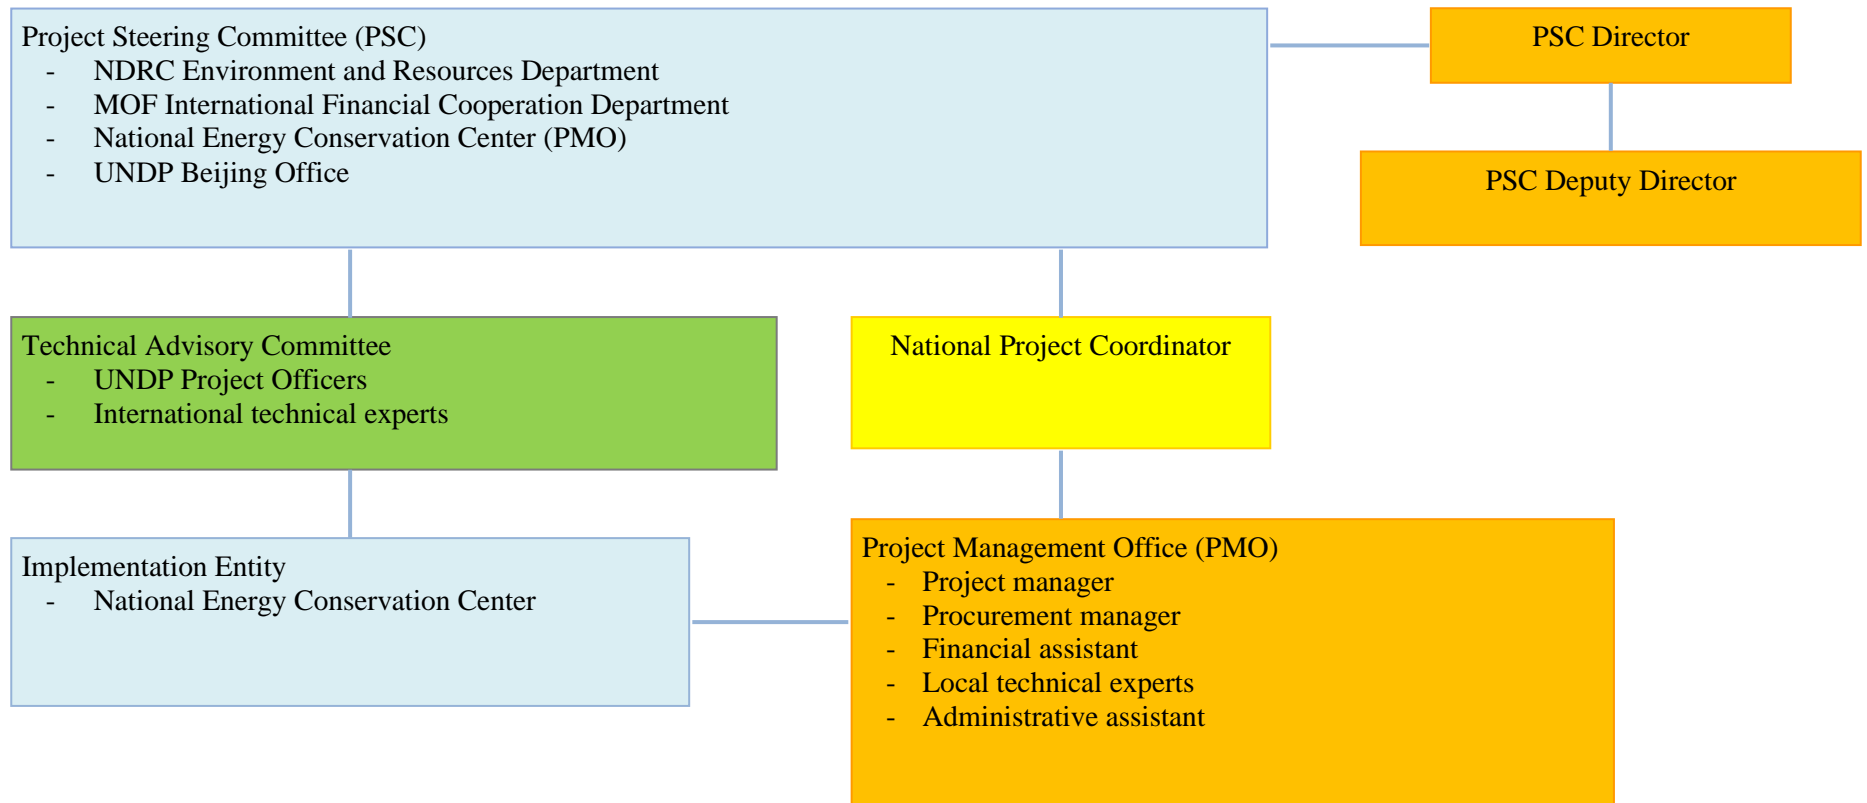 Project Steering Committee (PSC)
- NDRC Environment and Resources Department
- MOF International Financial Cooperation Department
- National Energy Conservation Center (PMO)
- UNDP Beijing Office
PSC Director
PSC Deputy Director
Technical Advisory Committee
- UNDP Project Officers
- International technical experts
National Project Coordinator
Implementation Entity
- National Energy Conservation Center
Project Management Office (PMO)
- Project manager
- Procurement manager
- Financial assistant
- Local technical experts
- Administrative assistant